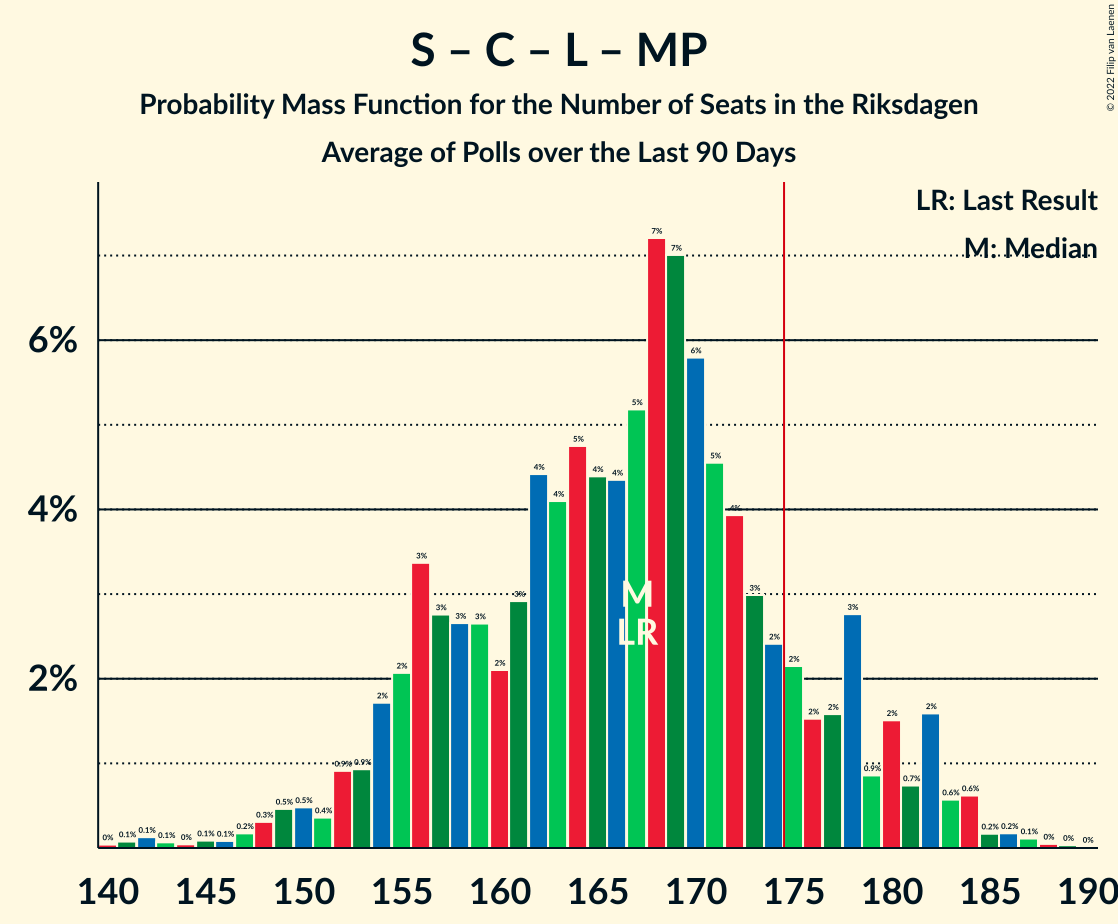 S – C – L – MP
Probability Mass Function for the Number of Seats in the Riksdagen
Average of Polls over the Last 90 Days
© 2022 Filip van Laenen
LR: Last Result
M: Median
6%
4%
2%
0% 0.1% 0.1% 0.1% 0% 0.1% 0.1% 0.2% 0.3% 0.5% 0.5% 0.4% 0.9% 0.9% 2% 2% 3% 3% 3% 3% 2% 3% 4% 4% 5% 4% 4% 5% 7% 7% 6% 5% 4% 3% 2% 2% 2% 2% 3% 0.9% 2% 0.7% 2% 0.6% 0.6% 0.2% 0.2% 0.1% 0% 0% 0%
M
LR
140 145 150 155 160 165 170 175 180 185 190